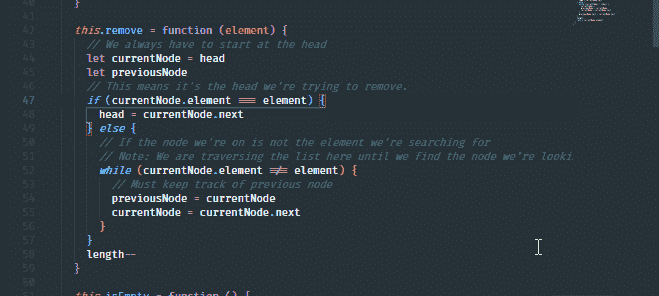 40 }
41
42 this.remove = function (element) {
43 // We always have to start at the head
44 let currentNode = head
45 let previousNode
46 // This means it's the head we're trying to remove.
47 if (currentNode.element === element) {
48 head = currentNode.next
49 } else {
50 // If the node we're on is not the element we're searching for
51 // Note: We are traversing the list here until we find the node we're looki
52 while (currentNode.element !== element) {
53 // Must keep track of previous node
54 previousNode = currentNode
55 currentNode = currentNode.next
56 }
57 }
58 length--
59 }
60
this.isEmpty = function () {